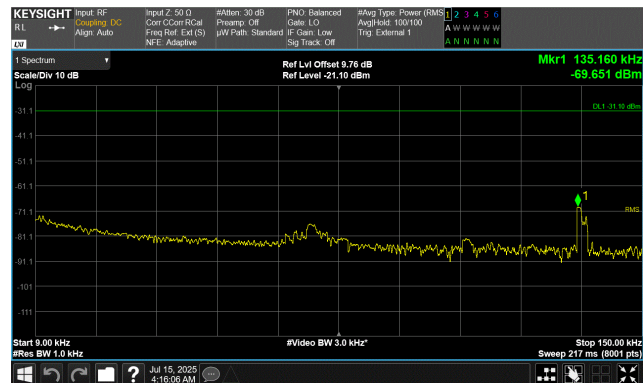 KEYSIGHT Input: RF Input Z: 50 Ω #Atten: 30 dB PNO: Balanced #Avg Type: Power (RMS 1 2 3 4 5 6
R L Coupling: DC Corr CCorr RCal Preamp: Off Gate: LO Avg|Hold: 100/100 A W W W W W
Align: Auto Freq Ref: Ext (S) µW Path: Standard IF Gain: Low Trig: External 1
LXI NFE: Adaptive Sig Track: Off A N N N N N
1 Spectrum Ref Lvl Offset 9.76 dB Mkr1 135.160 kHz
Scale/Div 10 dB Ref Level -21.10 dBm -69.651 dBm
Log
-31.1 DL1 -31.10 dBm
-41.1
-51.1
-61.1
1
-71.1 RMS
-81.1
-91.1
-101
-111
Start 9.00 kHz #Video BW 3.0 kHz* Stop 150.00 kHz
#Res BW 1.0 kHz Sweep 217 ms (8001 pts)
? Jul 15, 2025
4:16:06 AM